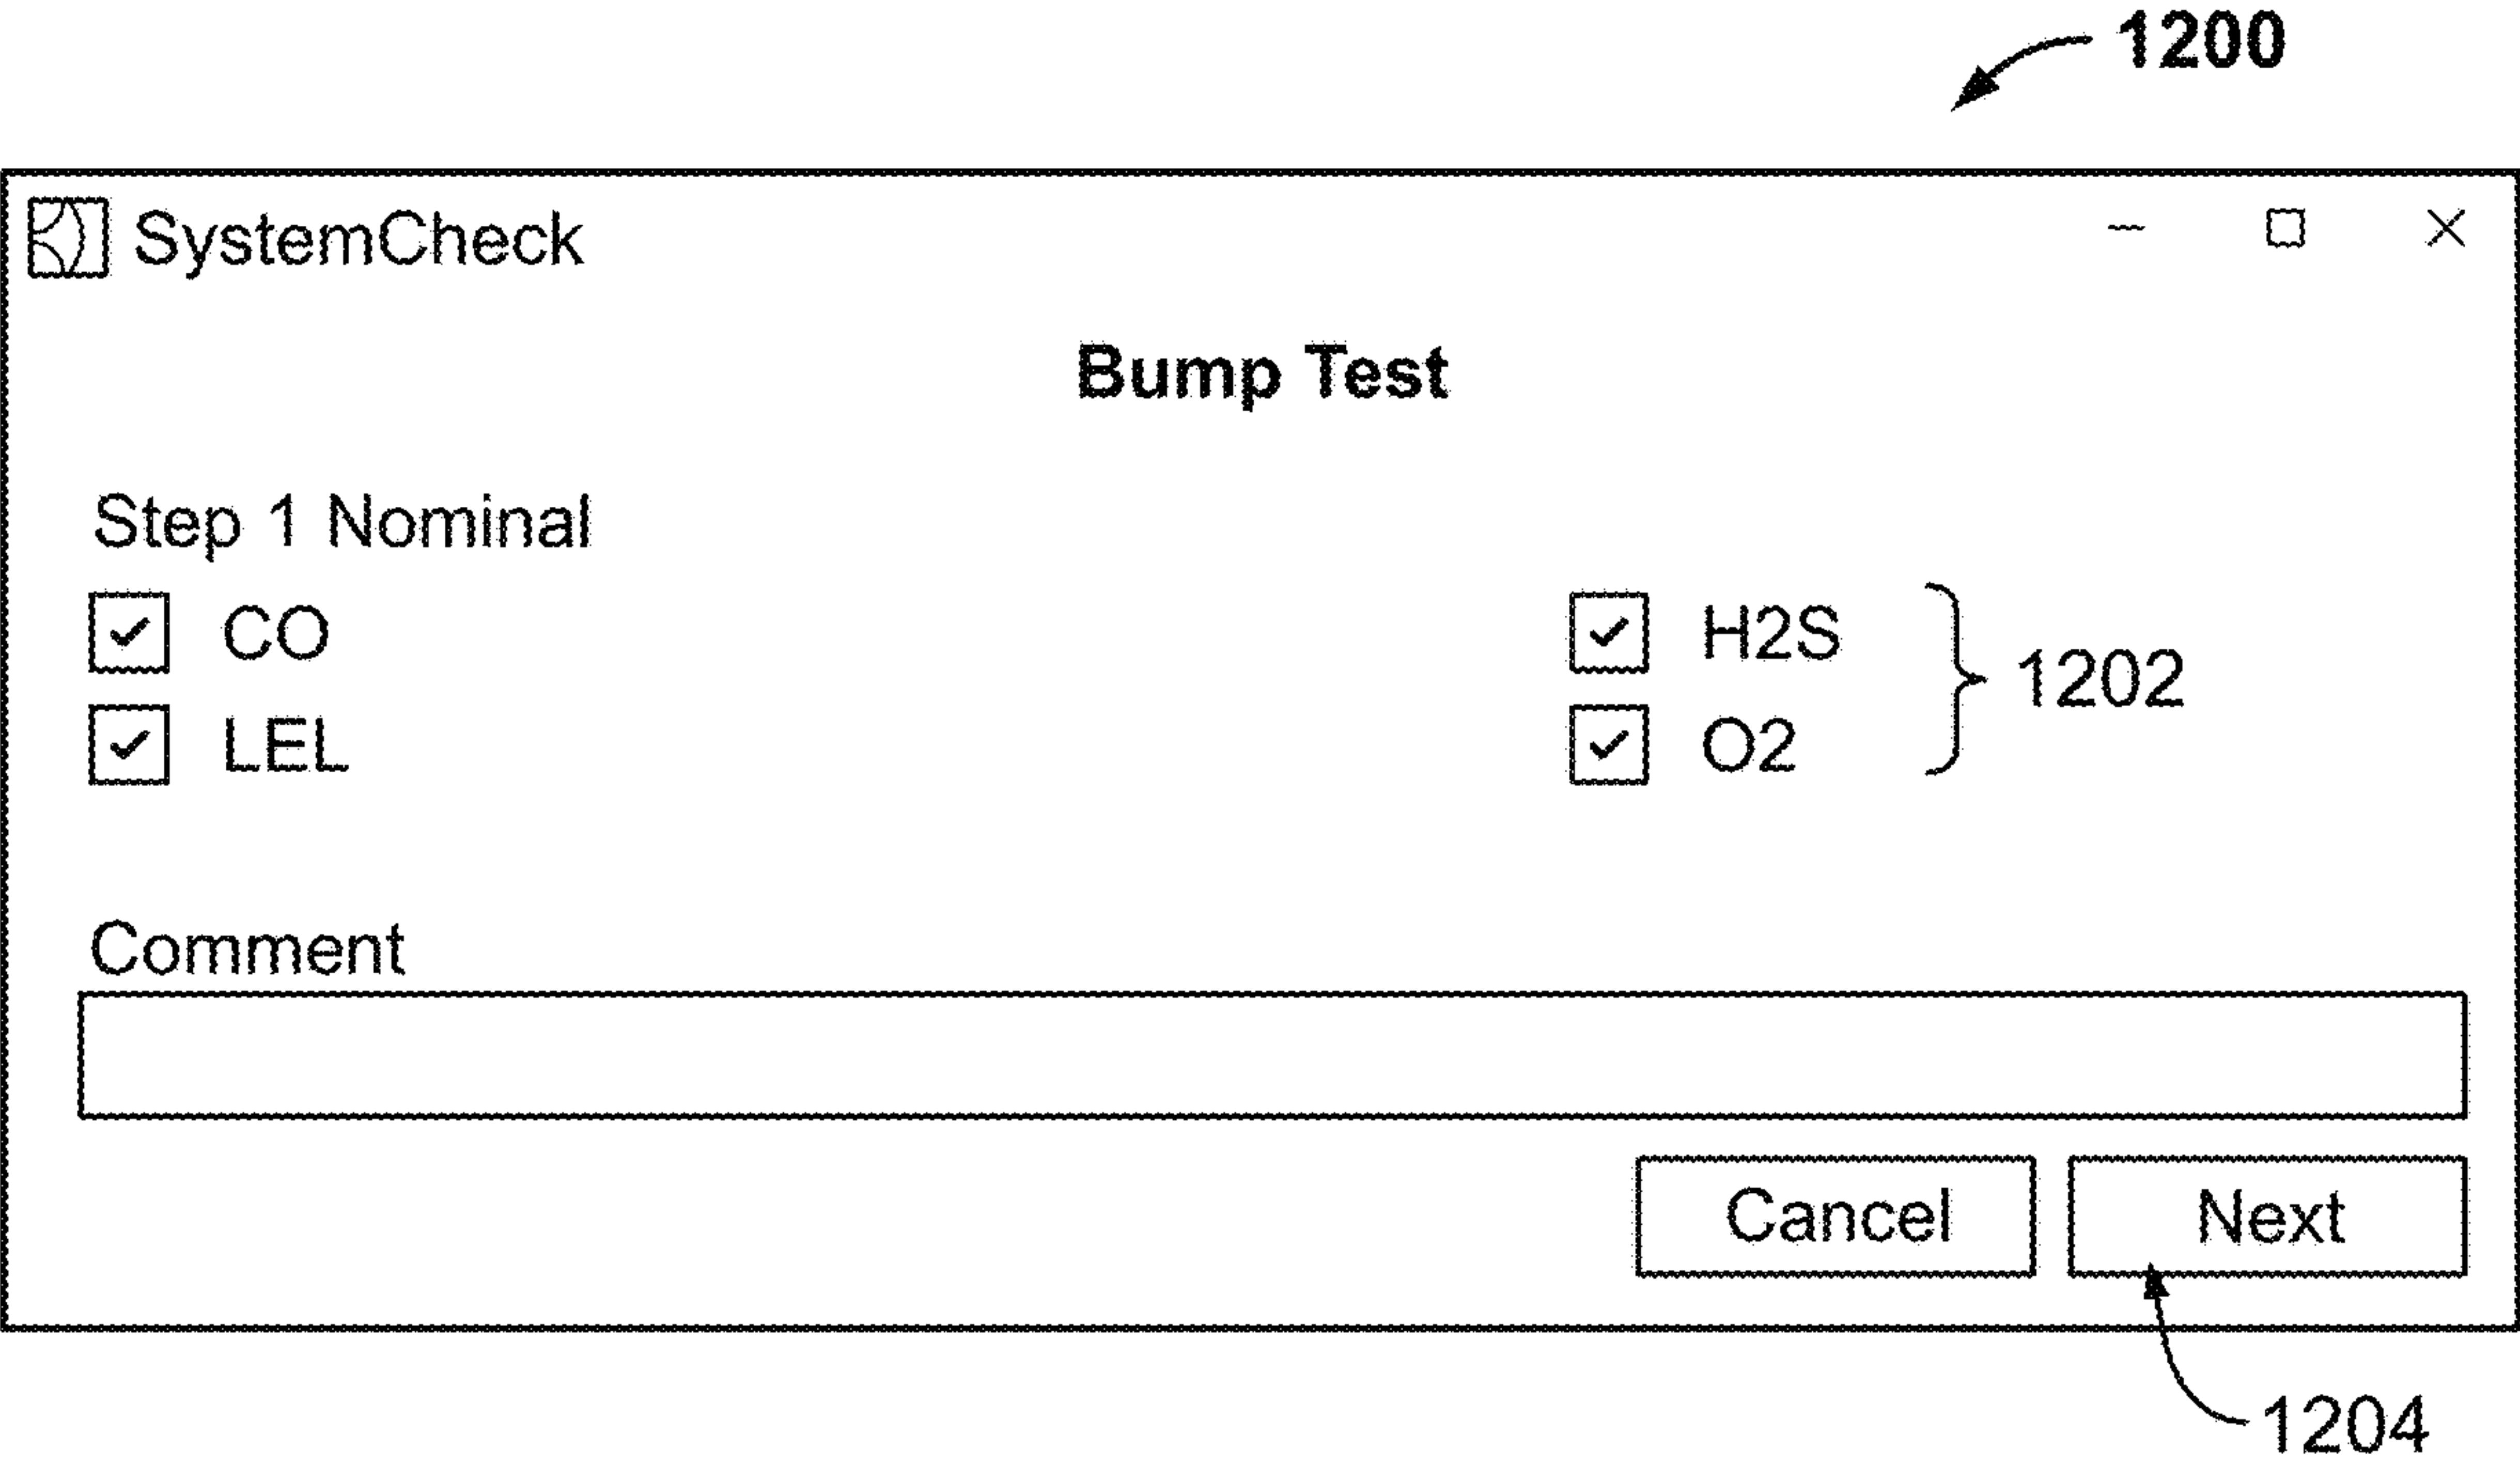 1200
SystemCheck
Bump Test
Step 1 Nominal
CO H2S
1202
LEL O2
Comment
Cancel Next
1204